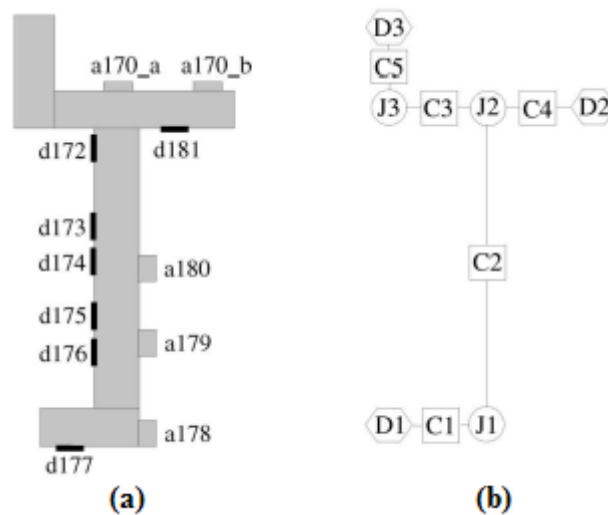 a170_a a170_b
d172
d181
d173
d174
a180
d175
a179
d176
a178
d177
(a)
D3
C5
J3 C3 J2 C4 D2
C2
D1 C1 J1
(b)